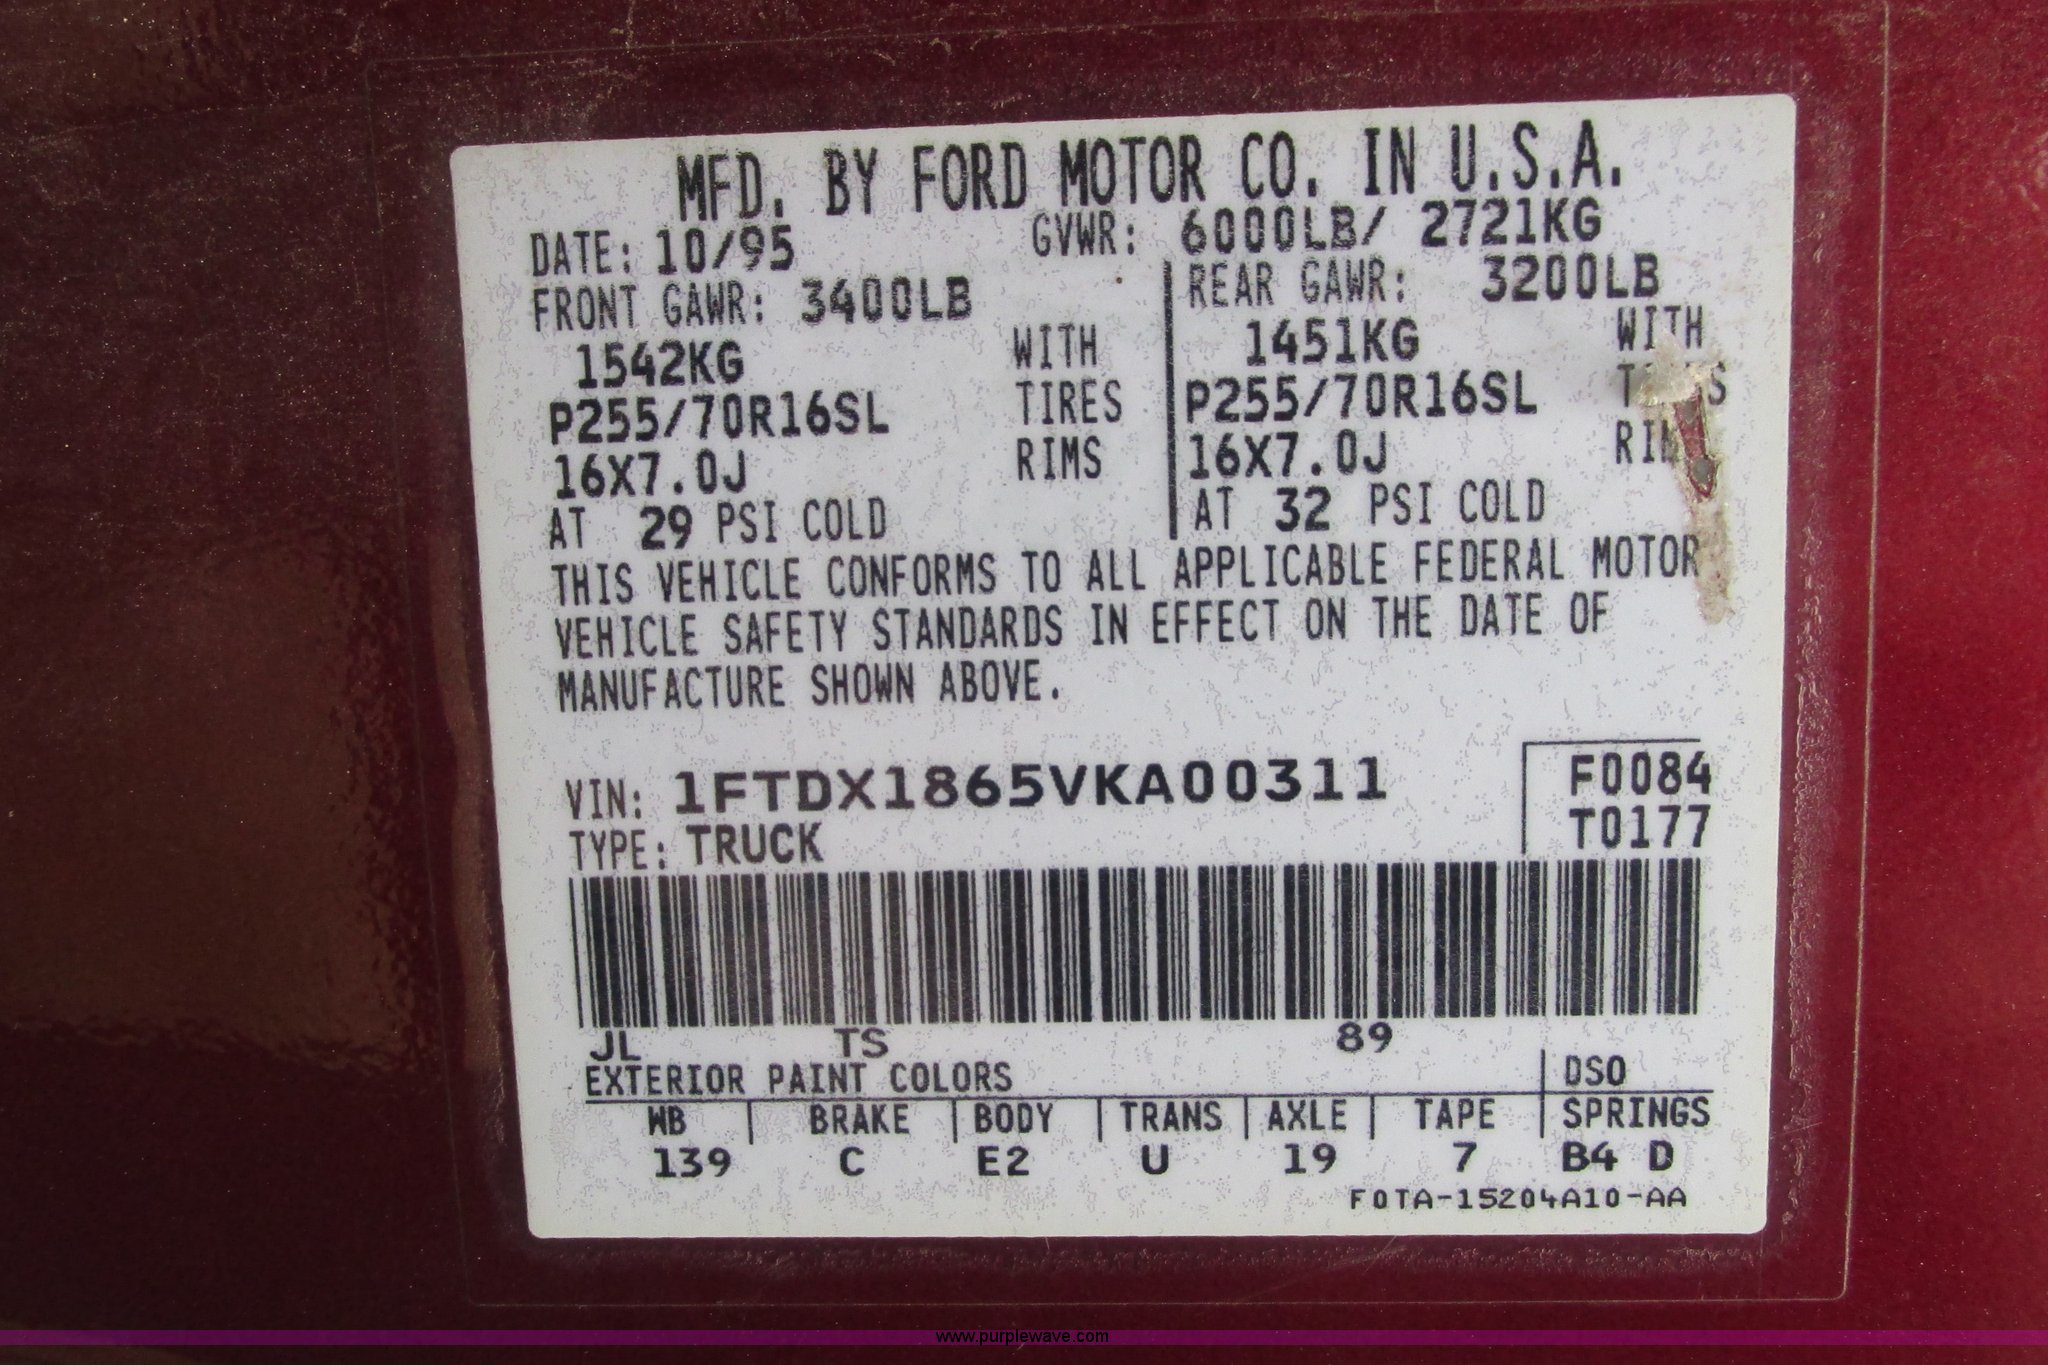 MFD. BY FORD MOTOR CO. IN U.S.A.
DATE: 10/95 GVWR: 6000LB/ 2721KG
FRONT GAWR: 3400LB REAR GAWR: 3200LB
1542KG WITH 1451KG WITH
P255/70R16SL TIRES P255/70R16SL
16X7.0J RIMS 16X7.0J
AT 29 PSI COLD AT 32 PSI COLD
THIS VEHICLE CONFORMS TO ALL APPLICABLE FEDERAL MOTOR
VEHICLE SAFETY STANDARDS IN EFFECT ON THE DATE OF
MANUFACTURE SHOWN ABOVE.
VIN: 1FTDX1865VKA00311 F0084
TYPE: TRUCK T0177
JL TS 89
EXTERIOR PAINT COLORS DSO
WB BRAKE BODY TRANS AXLE TAPE SPRINGS
139 C E2 U 19 7 B4 D
F0TA-15204A10-AA
www.purplewave.com